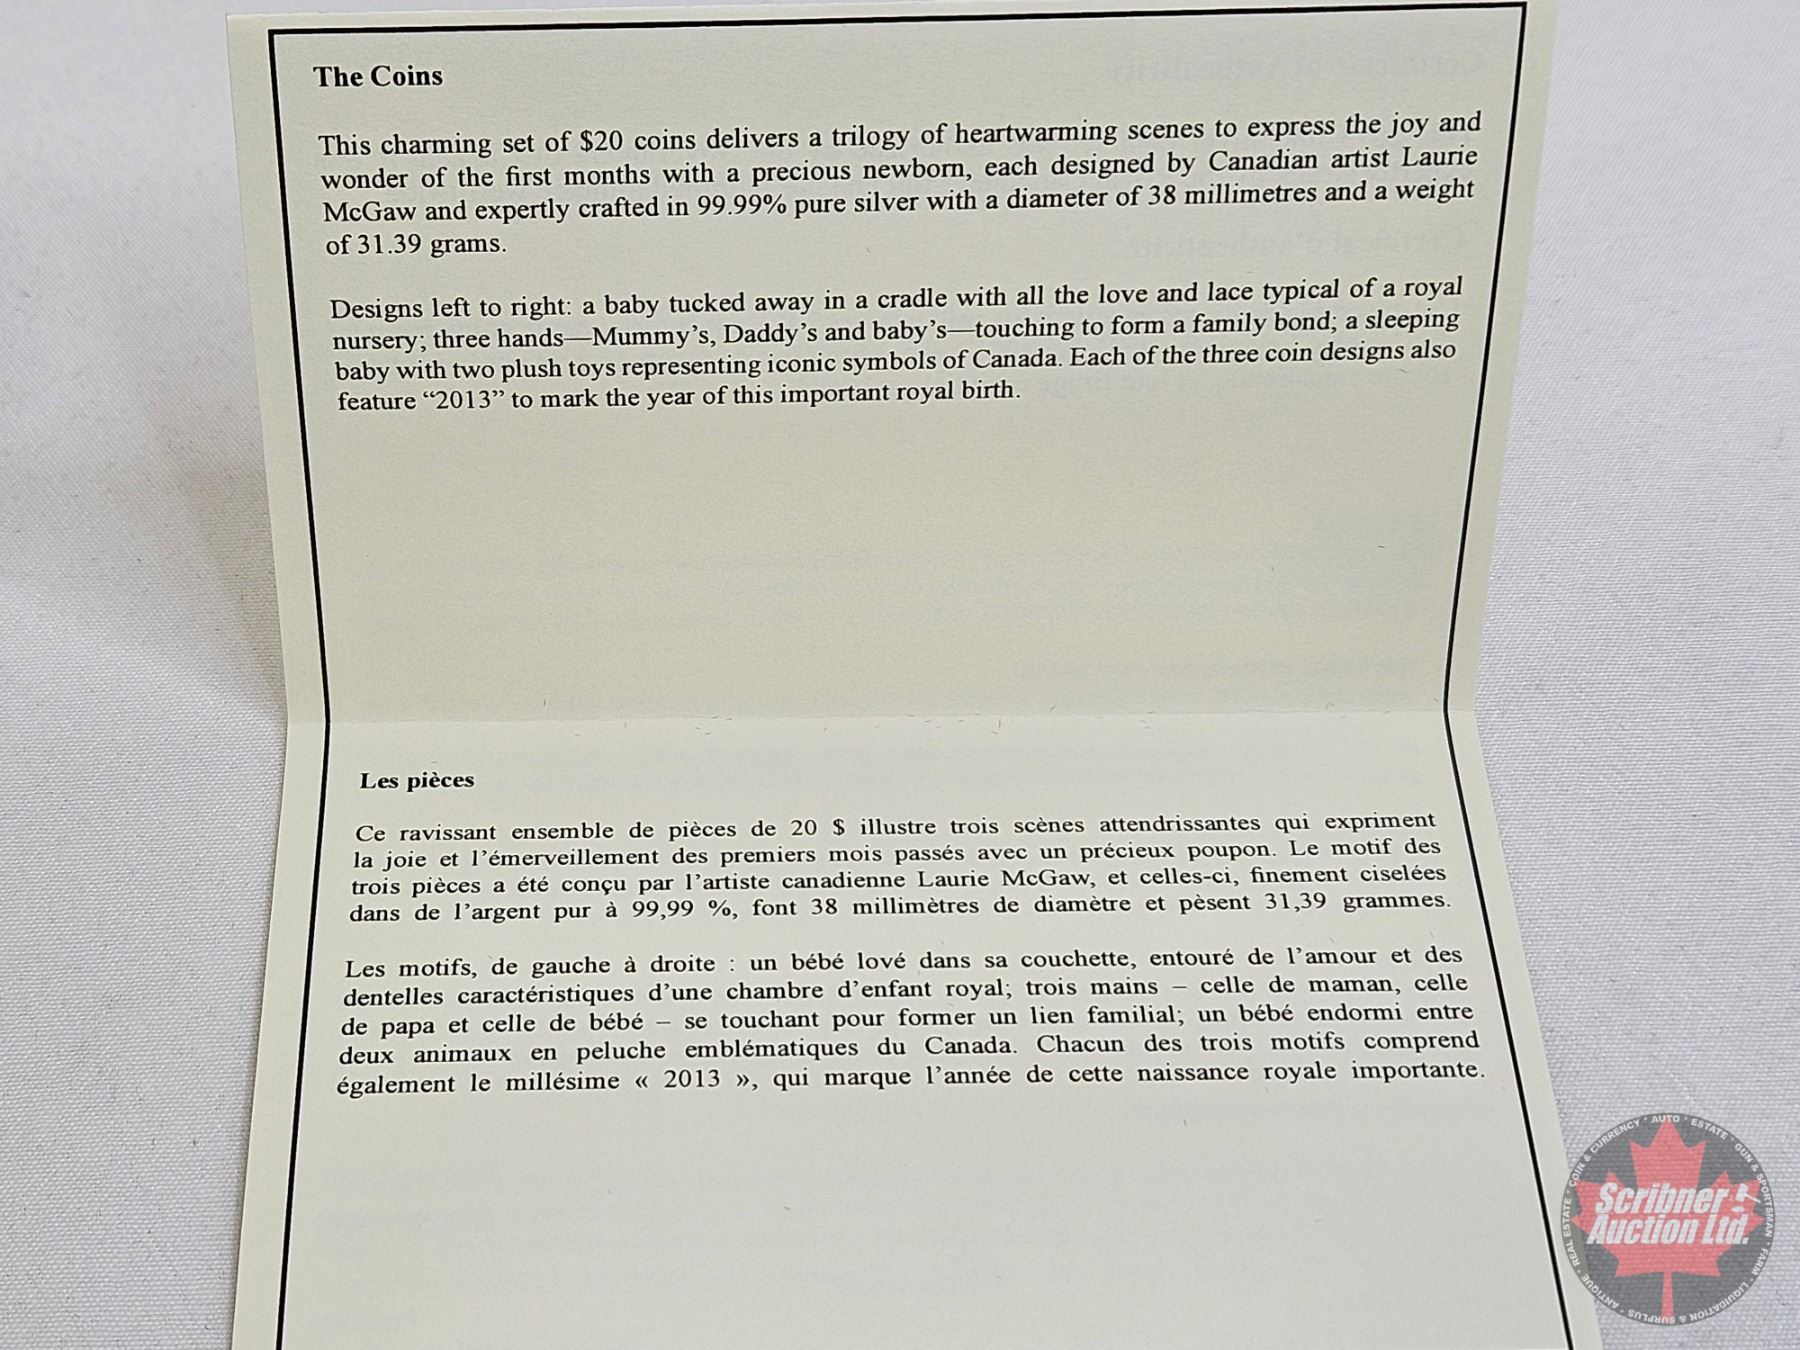 The Coins
This charming set of $20 coins delivers a trilogy of heartwarming scenes to express the joy and
wonder of the first months with a precious newborn, each designed by Canadian artist Laurie
McGaw and expertly crafted in 99.99% pure silver with a diameter of 38 millimetres and a weight
of 31.39 grams.
Designs left to right: a baby tucked away in a cradle with all the love and lace typical of a royal
nursery; three hands—Mummy’s, Daddy’s and baby’s—touching to form a family bond; a sleeping
baby with two plush toys representing iconic symbols of Canada. Each of the three coin designs also
feature “2013” to mark the year of this important royal birth.
Les pièces
Ce ravissant ensemble de pièces de 20 $ illustre trois scènes attendrissantes qui expriment
la joie et l’émerveillement des premiers mois passés avec un précieux poupon. Le motif des
trois pièces a été conçu par l’artiste canadienne Laurie McGaw, et celles-ci, finement ciselées
dans de l’argent pur à 99,99 %, font 38 millimètres de diamètre et pèsent 31,39 grammes.
Les motifs, de gauche à droite : un bébé lové dans sa couchette, entouré de l’amour et des
dentelles caractéristiques d’une chambre d’enfant royal; trois mains – celle de maman, celle
de papa et celle de bébé – se touchant pour former un lien familial; un bébé endormi entre
deux animaux en peluche emblématiques du Canada. Chacun des trois motifs comprend
également le millésime « 2013 », qui marque l’année de cette naissance royale importante.
Scribner
Auction Ltd.
AUTO • ESTATE • GUN & SPORTSMAN • FARM • LIQUIDATION & SURPLUS • ANTIQUE • REAL ESTATE • COIN & CURRENCY •